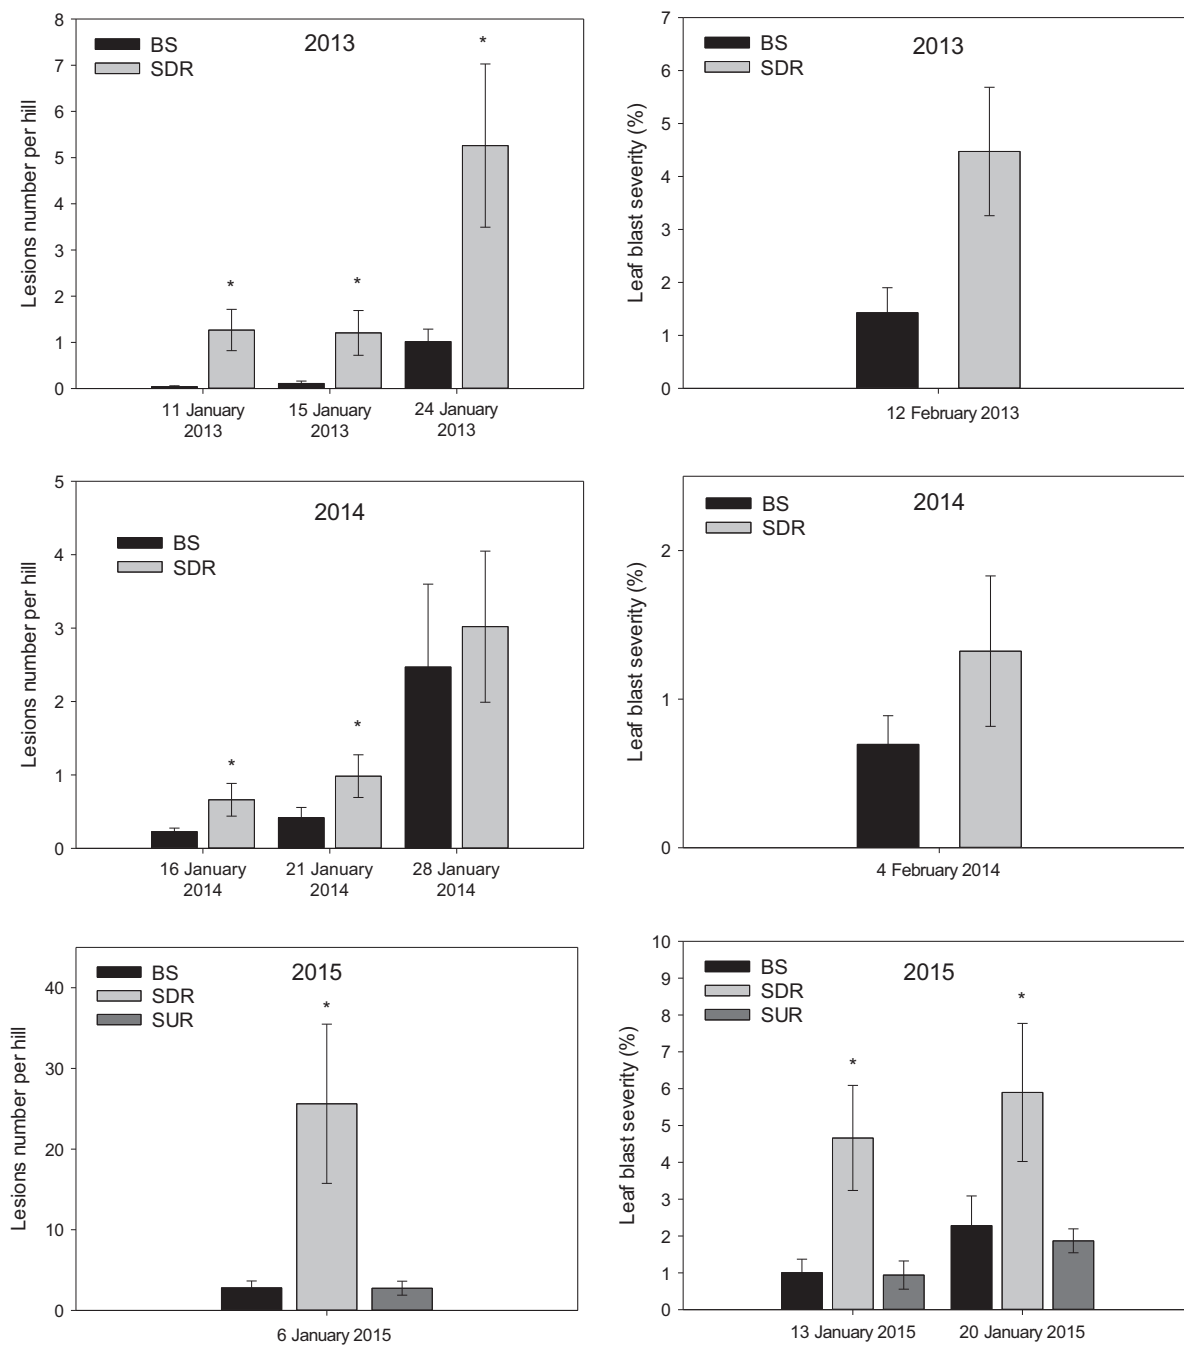 2013
BS
SDR
*
*
*
Lesions number per hill
8
7
6
5
4
3
2
1
0
11 January
2013
15 January
2013
24 January
2013
2013
BS
SDR
Leaf blast severity (%)
7
6
5
4
3
2
1
0
12 February 2013
2014
BS
SDR
*
*
Lesions number per hill
5
4
3
2
1
0
16 January
2014
21 January
2014
28 January
2014
2014
BS
SDR
Leaf blast severity (%)
2
1
0
4 February 2014
2015
BS
SDR
SUR
*
Lesions number per hill
40
30
20
10
0
6 January 2015
2015
BS
SDR
SUR
*
*
Leaf blast severity (%)
10
9
8
7
6
5
4
3
2
1
0
13 January 2015
20 January 2015